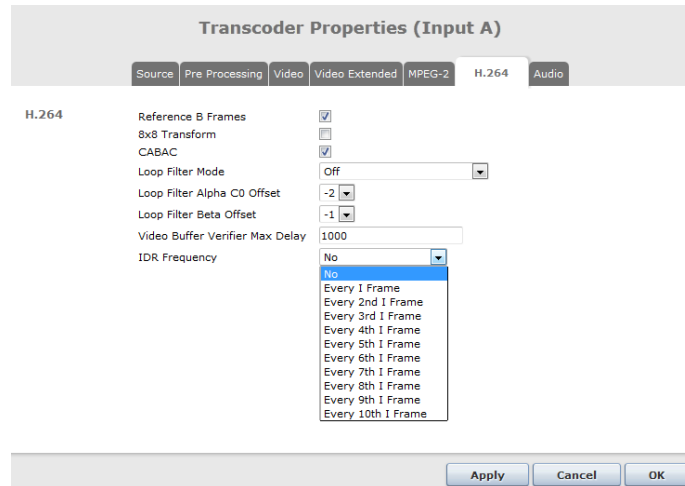 Transcoder Properties (Input A)
Source Pre Processing Video Video Extended MPEG-2 H.264 Audio
H.264
Reference B Frames
8x8 Transform
CABAC
Loop Filter Mode Off
Loop Filter Alpha C0 Offset -2
Loop Filter Beta Offset -1
Video Buffer Verifier Max Delay 1000
IDR Frequency No
No
Every I Frame
Every 2nd I Frame
Every 3rd I Frame
Every 4th I Frame
Every 5th I Frame
Every 6th I Frame
Every 7th I Frame
Every 8th I Frame
Every 9th I Frame
Every 10th I Frame
Apply Cancel OK